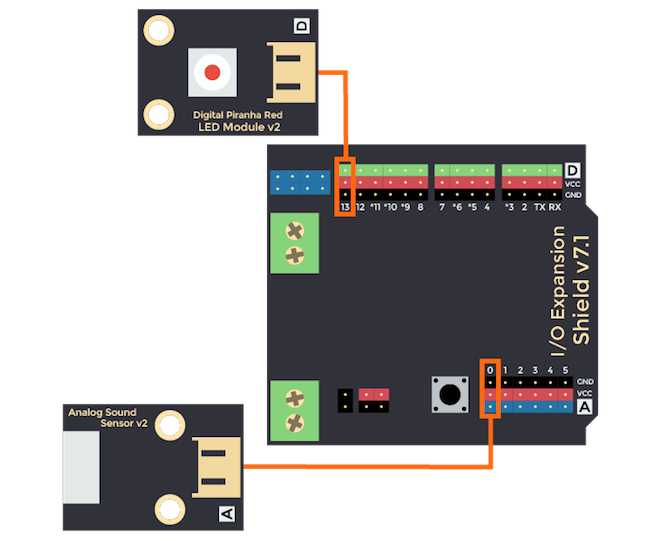 D
Digital Piranha Red
LED Module v2
D
VCC
GND
13 12 *11 *10 *9 8 7 *6 *5 4 *3 2 TX RX
I/O Expansion
Shield v7.1
0 1 2 3 4 5
GND
VCC
A
Analog Sound
Sensor v2
A